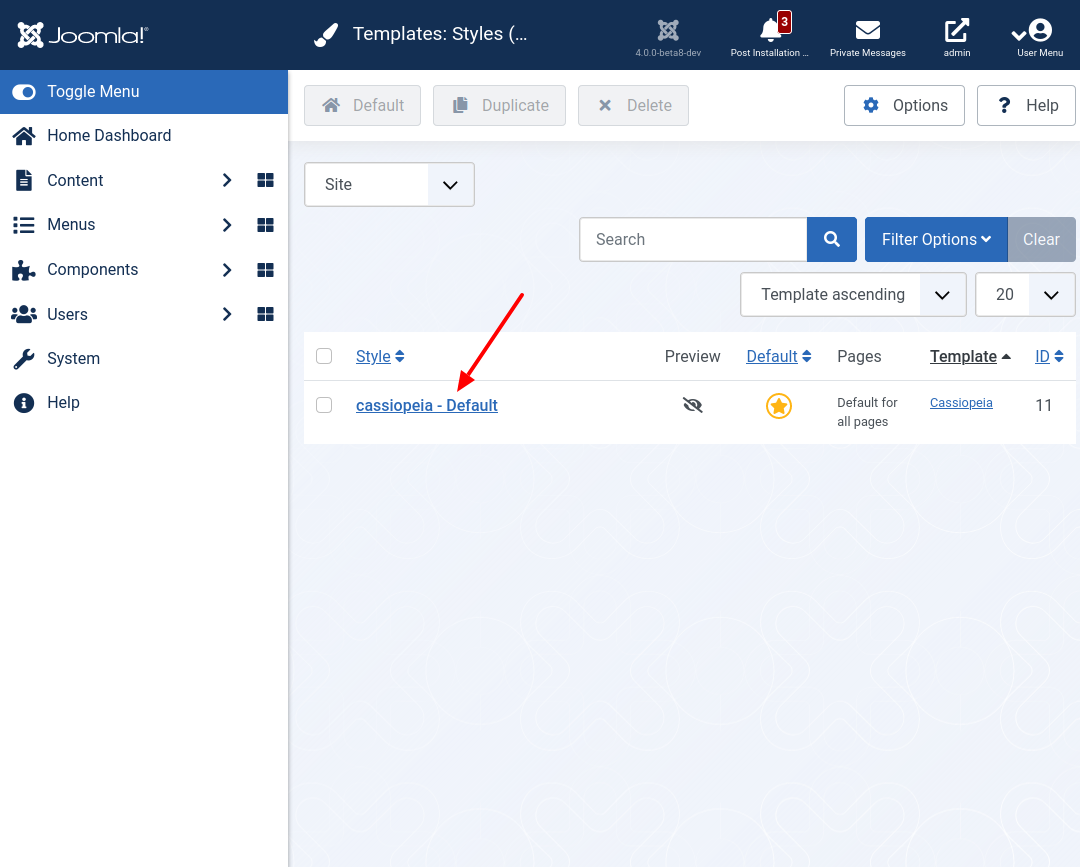 Joomla!®
Templates: Styles (...
4.0.0-beta8-dev
3
Post Installation ...
Private Messages
admin
User Menu
Toggle Menu
Home Dashboard
Content
Menus
Components
Users
System
Help
Default
Duplicate
Delete
Options
Help
Site
Search
Filter Options
Clear
Template ascending
20
Style
Preview
Default
Pages
Template
ID
cassiopeia - Default
Default for
all pages
Cassiopeia
11